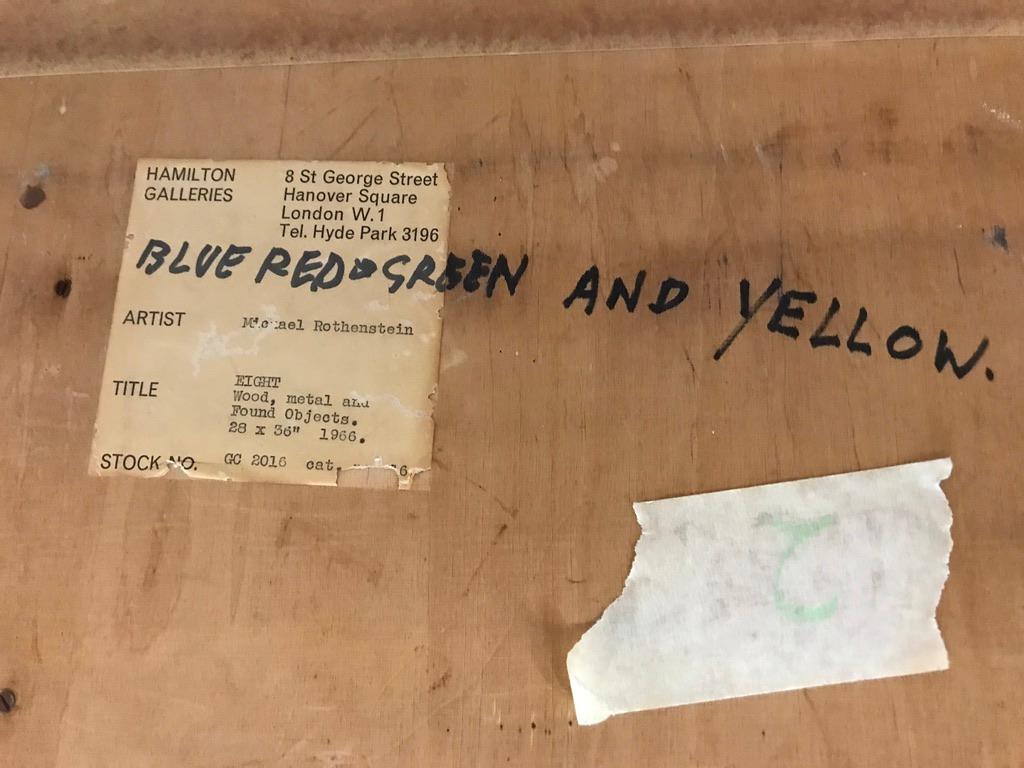 HAMILTON
GALLERIES
8 St George Street
Hanover Square
London W.1
Tel. Hyde Park 3196
BLUE RED GREEN AND YELLOW.
ARTIST Michael Rothenstein
TITLE EIGHT
Wood, metal and
Found Objects.
28 x 36" 1966.
STOCK NO. GC 2016 cat.